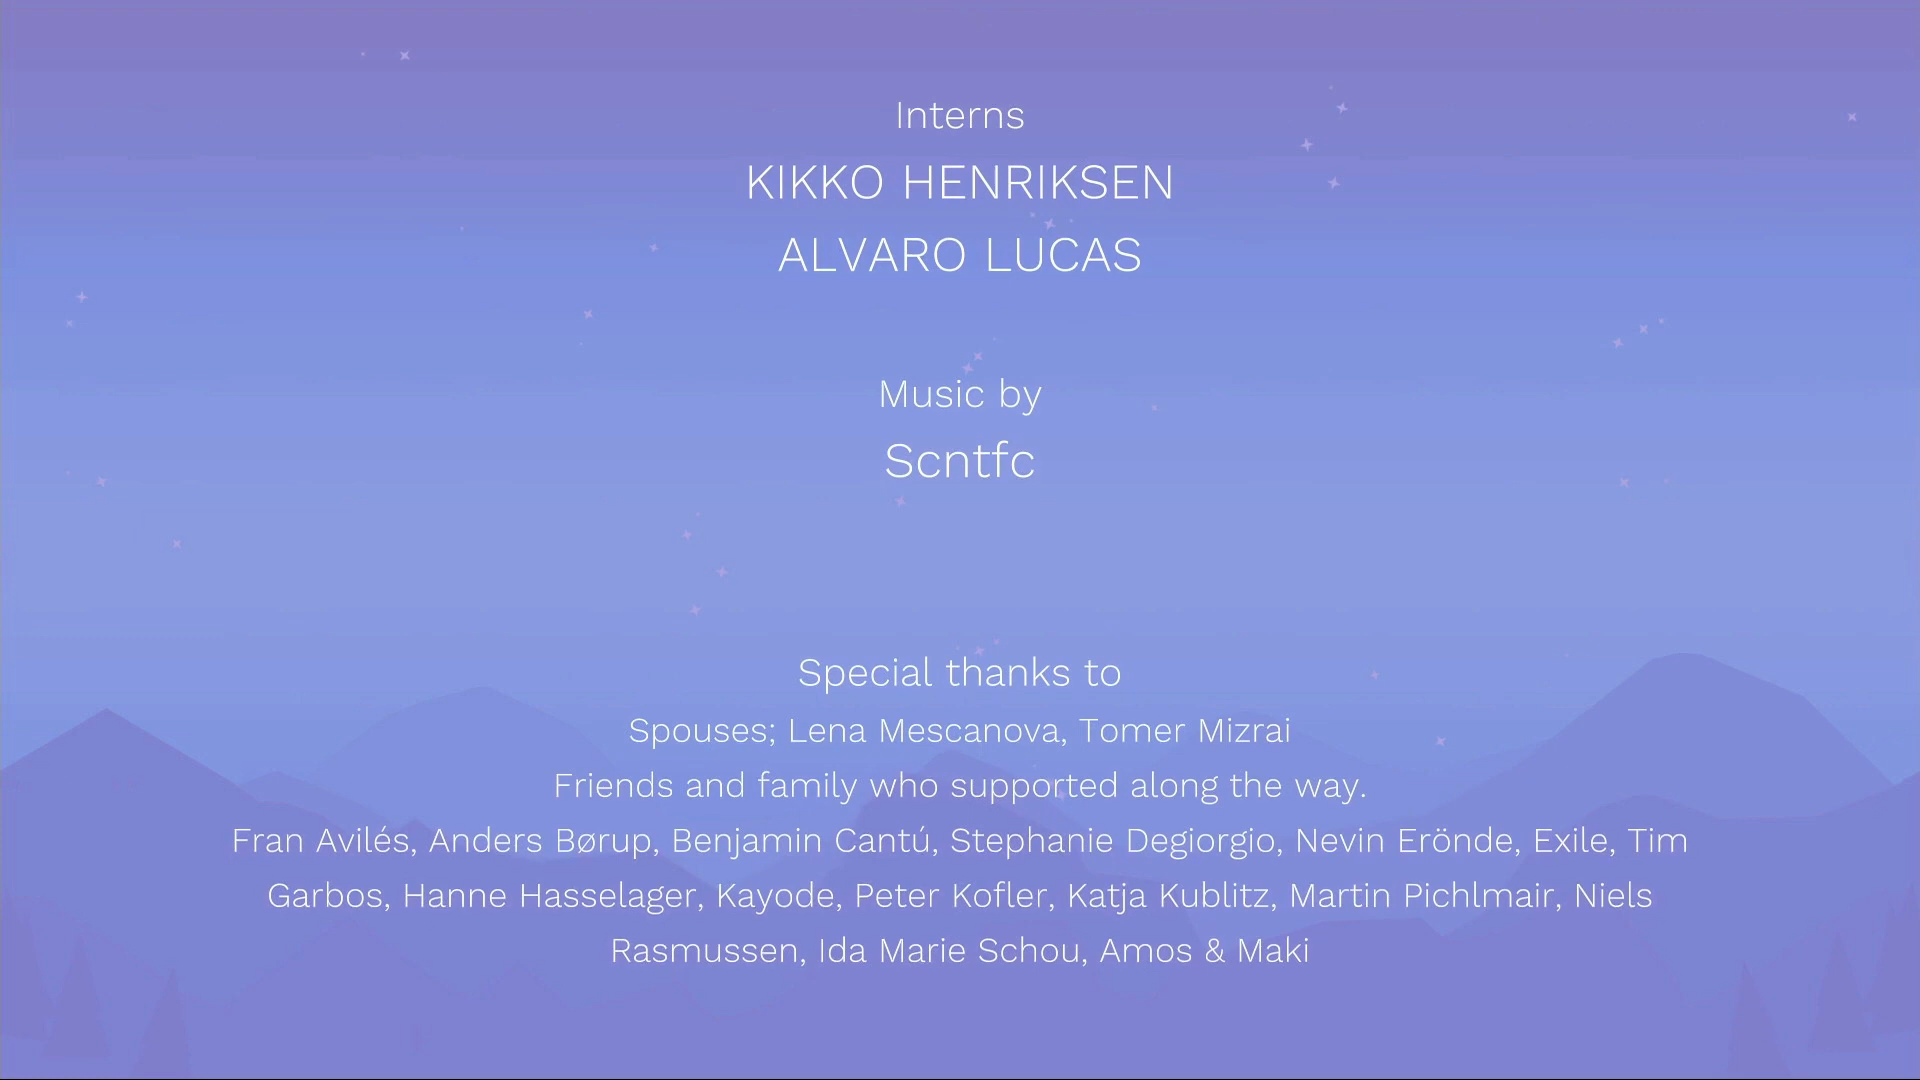 Interns
KIKKO HENRIKSEN
ALVARO LUCAS
Music by
Scntfc
Special thanks to
Spouses; Lena Mescanova, Tomer Mizrai
Friends and family who supported along the way.
Fran Avilés, Anders Børup, Benjamin Cantú, Stephanie Degiorgio, Nevin Erönde, Exile, Tim
Garbos, Hanne Hasselager, Kayode, Peter Kofler, Katja Kublitz, Martin Pichlmair, Niels
Rasmussen, Ida Marie Schou, Amos & Maki